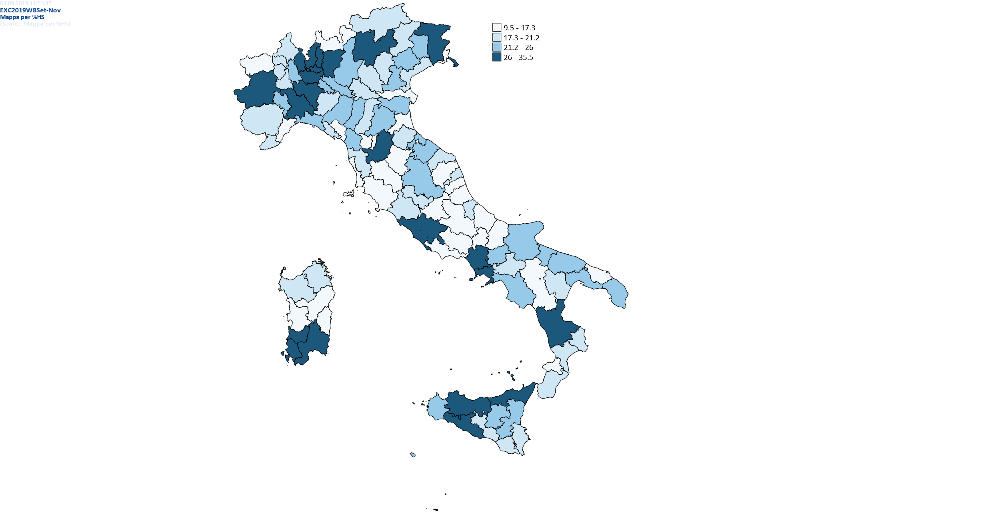 03.09.2019 11:53:43
EXC2019W8Set-Nov
Mappa per %HS
(Source: Mappa per %HS)
9.5 - 17.3
17.3 - 21.2
21.2 - 26
26 - 35.5